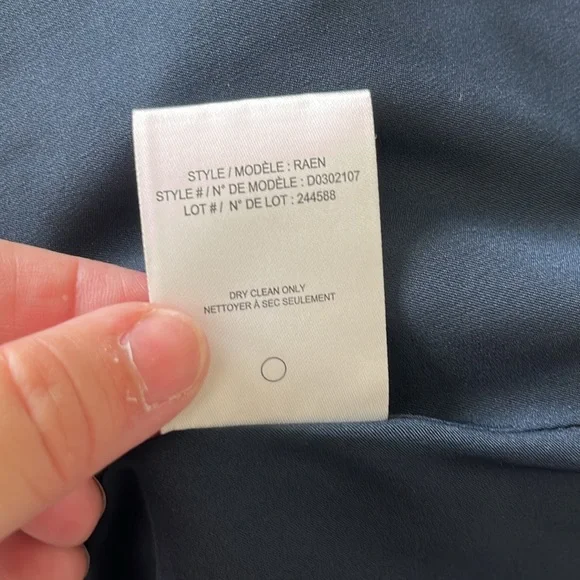 STYLE / MODÈLE : RAEN
STYLE # / N° DE MODÈLE : D0302107
LOT # / N° DE LOT : 244588
DRY CLEAN ONLY
NETTOYER À SEC SEULEMENT